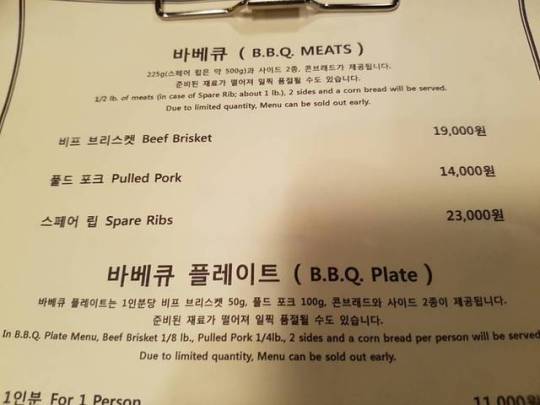 바베큐 ( B.B.Q. MEATS )
225g(스페어 립은 약 500g)과 사이드 2종, 콘브래드가 제공됩니다.
준비된 재료가 떨어져 일찍 품절될 수도 있습니다.
1/2 lb. of meats (in case of Spare Rib; about 1 lb.), 2 sides and a corn bread will be served.
Due to limited quantity, Menu can be sold out early.
비프 브리스켓 Beef Brisket 19,000원
풀드 포크 Pulled Pork 14,000원
스페어 립 Spare Ribs 23,000원
바베큐 플레이트 ( B.B.Q. Plate )
바베큐 플레이트는 1인분당 비프 브리스켓 50g, 풀드 포크 100g, 콘브래드와 사이드 2종이 제공됩니다.
준비된 재료가 떨어져 일찍 품절될 수도 있습니다.
In B.B.Q. Plate Menu, Beef Brisket 1/8 lb., Pulled Pork 1/4lb., 2 sides and a corn bread per person will be served
Due to limited quantity, Menu can be sold out early.
1인분 For 1 Person 11,000원